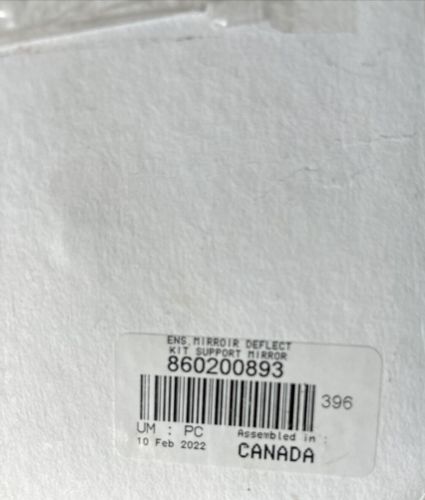 ENS.MIRROIR DEFLECT
KIT SUPPORT MIRROR
860200893
396
UM : PC
Assembled in :
10 Feb 2022
CANADA